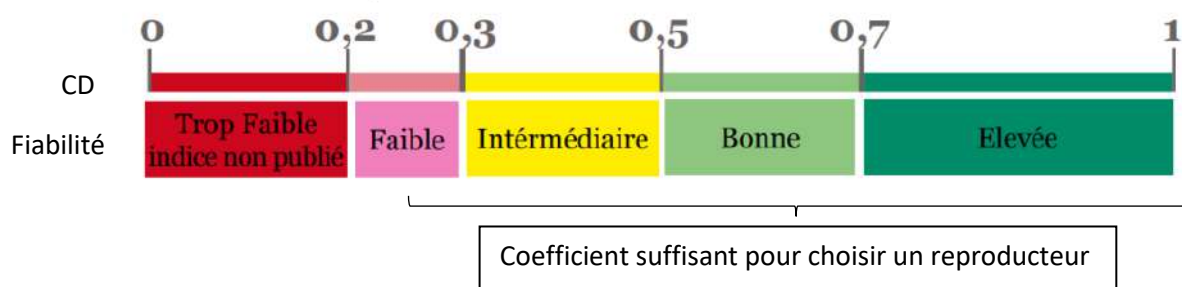 0 0,2 0,3 0,5 0,7 1
CD
Fiabilité
Trop Faible
indice non publié
Faible
Intérmédiaire
Bonne
Elevée
Coefficient suffisant pour choisir un reproducteur